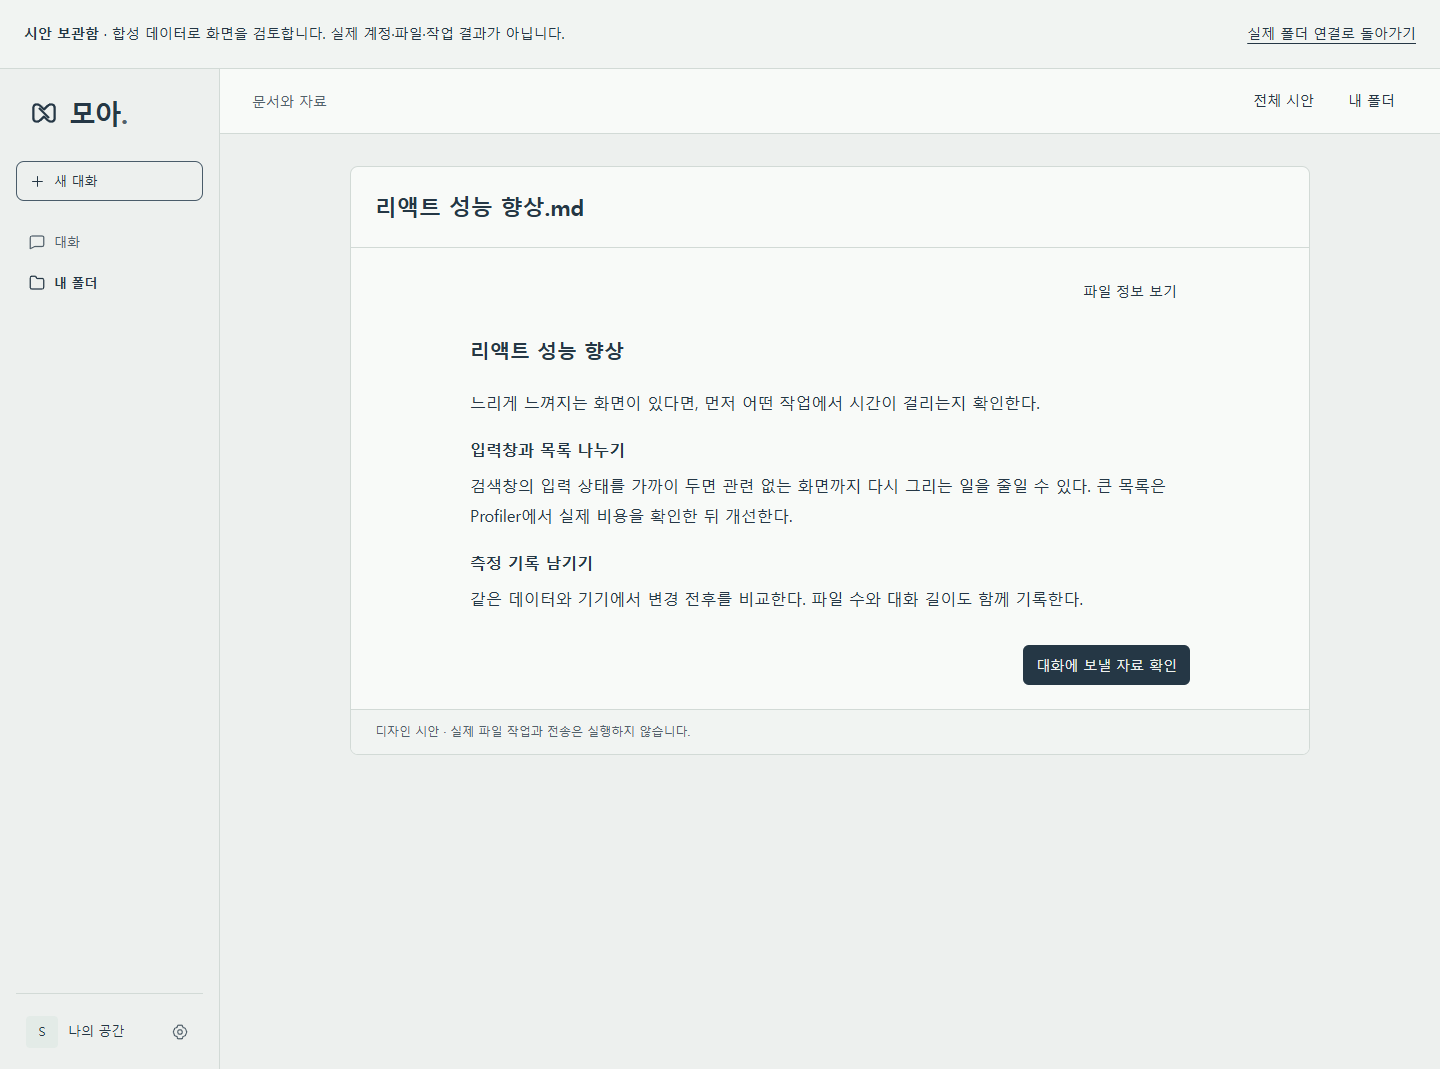 시안 보관함 · 합성 데이터로 화면을 검토합니다. 실제 계정·파일·작업 결과가 아닙니다.
실제 폴더 연결로 돌아가기
모아.
문서와 자료
전체 시안
내 폴더
새 대화
대화
내 폴더
리액트 성능 향상.md
파일 정보 보기
리액트 성능 향상
느리게 느껴지는 화면이 있다면, 먼저 어떤 작업에서 시간이 걸리는지 확인한다.
입력창과 목록 나누기
검색창의 입력 상태를 가까이 두면 관련 없는 화면까지 다시 그리는 일을 줄일 수 있다. 큰 목록은
Profiler에서 실제 비용을 확인한 뒤 개선한다.
측정 기록 남기기
같은 데이터와 기기에서 변경 전후를 비교한다. 파일 수와 대화 길이도 함께 기록한다.
대화에 보낼 자료 확인
디자인 시안 · 실제 파일 작업과 전송은 실행하지 않습니다.
S
나의 공간